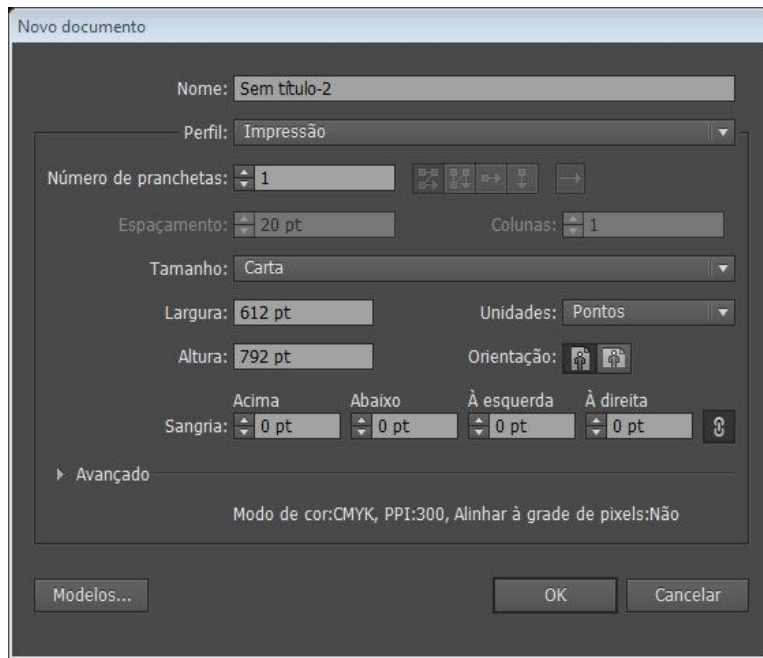 Novo documento
Nome: Sem título-2
Perfil: Impressão
Número de pranchetas: 1
Espaçamento: 20 pt Colunas: 1
Tamanho: Carta
Largura: 612 pt Unidades: Pontos
Altura: 792 pt Orientação:
Acima Abaixo À esquerda À direita
Sangria: 0 pt 0 pt 0 pt 0 pt
Avançado
Modo de cor:CMYK, PPI:300, Alinhar à grade de pixels:Não
Modelos... OK Cancelar